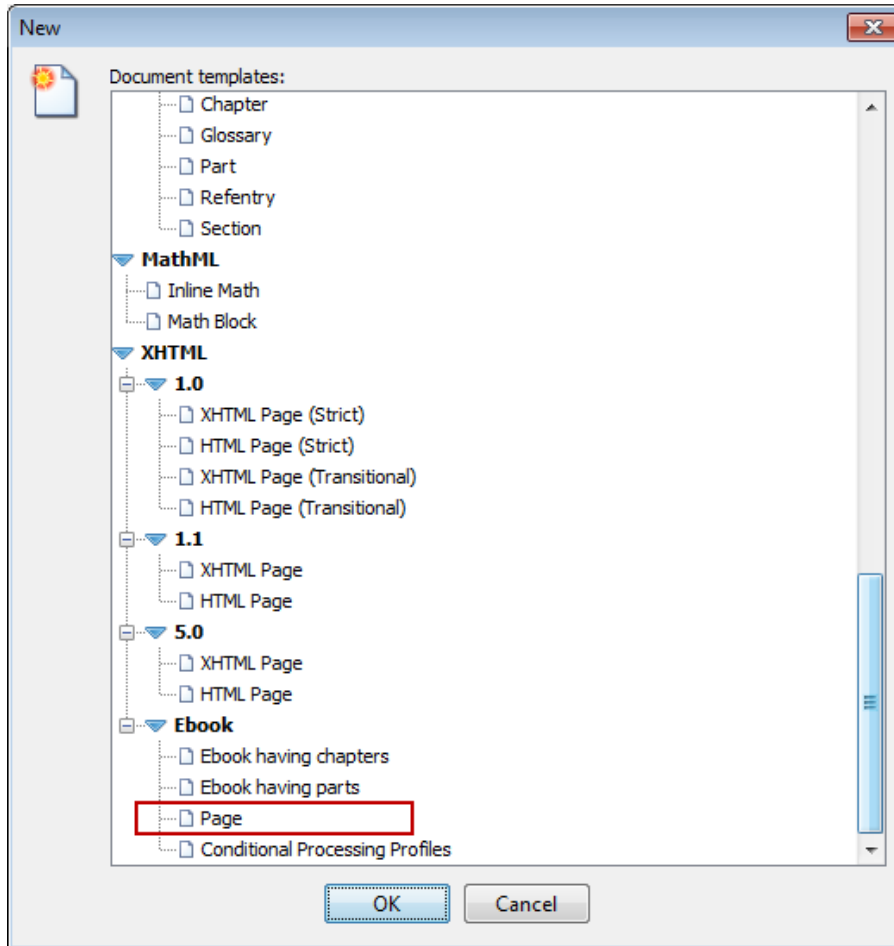 New
Document templates:
Chapter
Glossary
Part
Refentry
Section
MathML
Inline Math
Math Block
XHTML
1.0
XHTML Page (Strict)
HTML Page (Strict)
XHTML Page (Transitional)
HTML Page (Transitional)
1.1
XHTML Page
HTML Page
5.0
XHTML Page
HTML Page
Ebook
Ebook having chapters
Ebook having parts
Page
Conditional Processing Profiles
OK Cancel